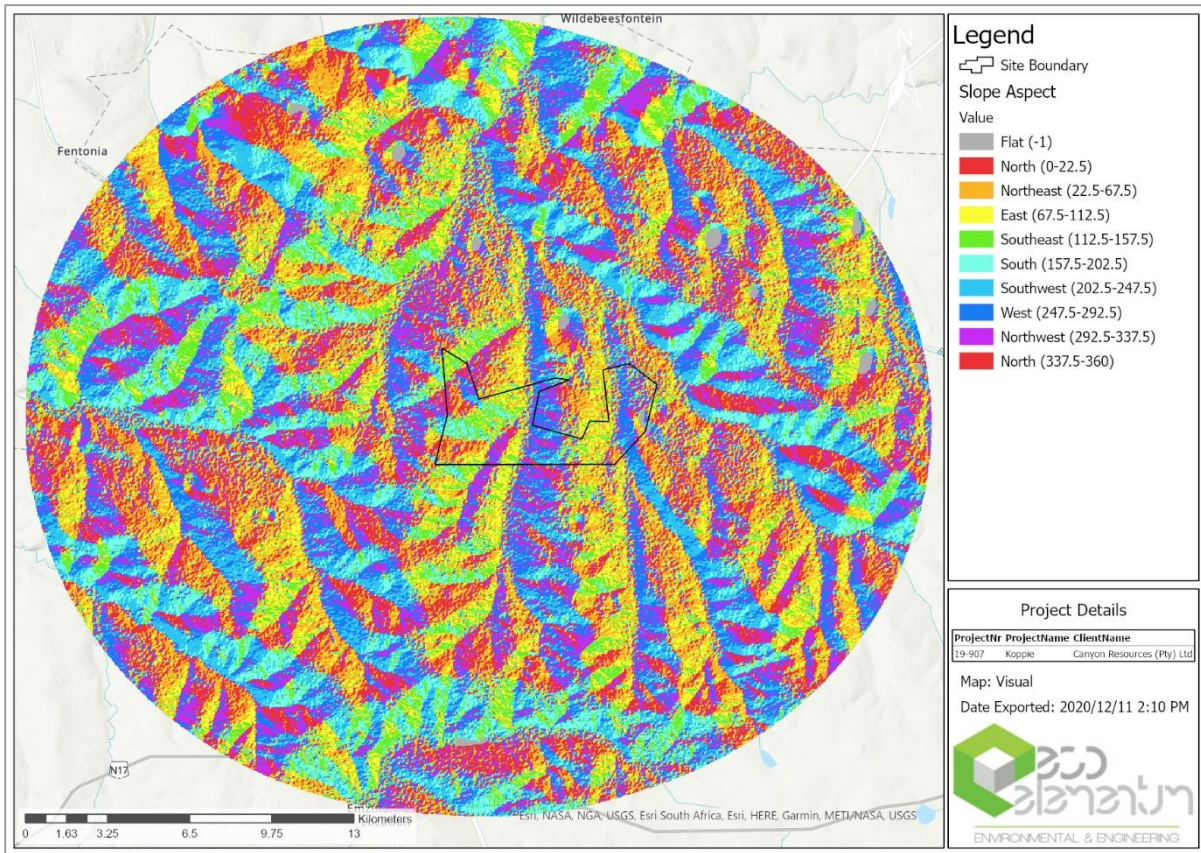 Wildebeesfontein
Fentonia
N
N17
Kilometers
0 1.63 3.25 6.5 9.75 13
Esri, NASA, NGA, USGS, Esri South Africa, Esri, HERE, Garmin, METI/NASA, USGS
Legend
Site Boundary
Slope Aspect
Value
Flat (-1)
North (0-22.5)
Northeast (22.5-67.5)
East (67.5-112.5)
Southeast (112.5-157.5)
South (157.5-202.5)
Southwest (202.5-247.5)
West (247.5-292.5)
Northwest (292.5-337.5)
North (337.5-360)
Project Details
ProjectNr ProjectName ClientName
19-907 Koppie Canyon Resources (Pty) Ltd
Map: Visual
Date Exported: 2020/12/11 2:10 PM
eco
elementum
ENVIRONMENTAL & ENGINEERING